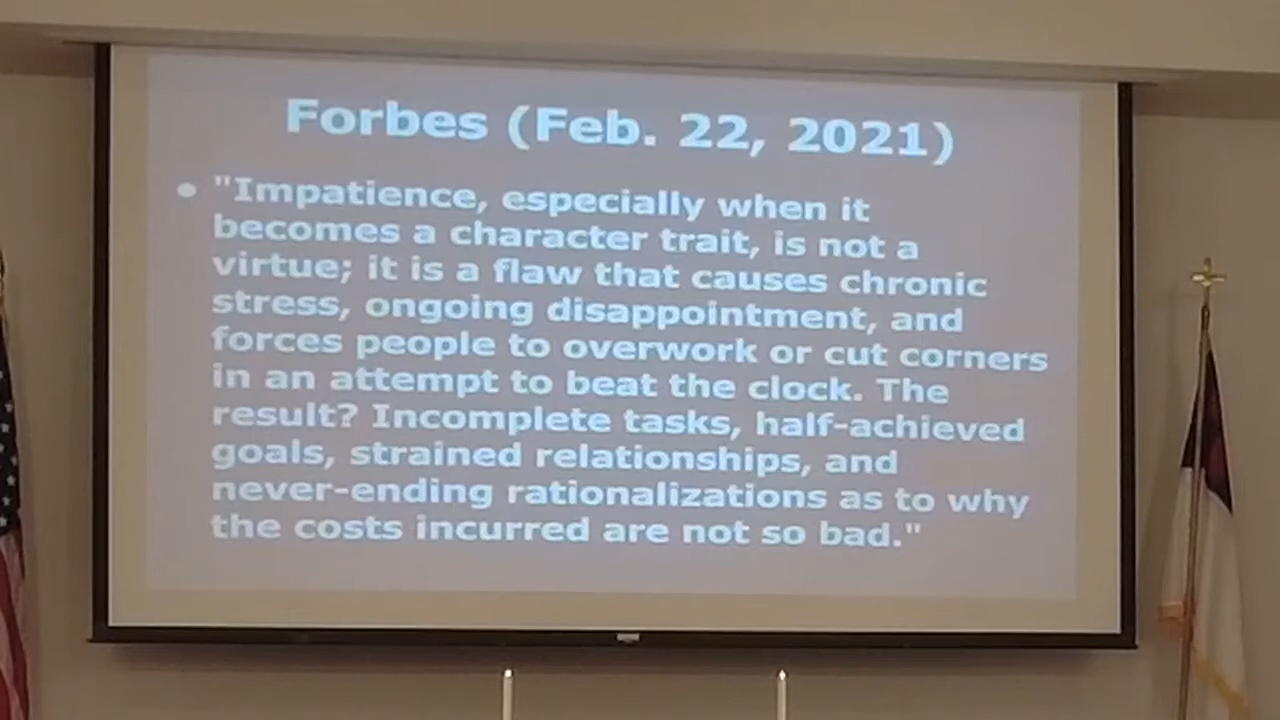 Forbes (Feb. 22, 2021)
• "Impatience, especially when it
becomes a character trait, is not a
virtue; it is a flaw that causes chronic
stress, ongoing disappointment, and
forces people to overwork or cut corners
in an attempt to beat the clock. The
result? Incomplete tasks, half-achieved
goals, strained relationships, and
never-ending rationalizations as to why
the costs incurred are not so bad."